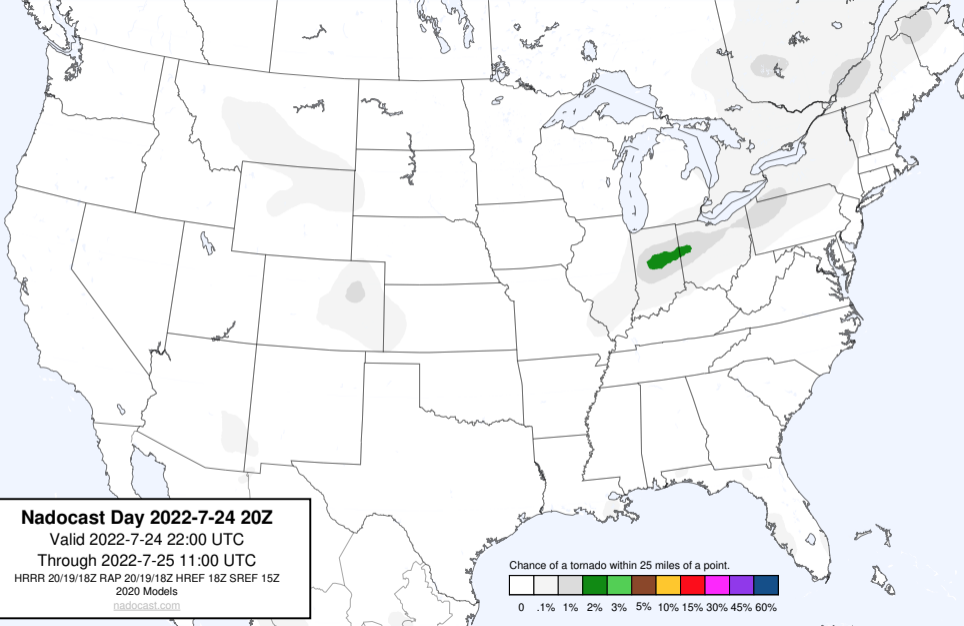 Nadocast Day 2022-7-24 20Z
Valid 2022-7-24 22:00 UTC
Through 2022-7-25 11:00 UTC
HRRR 20/19/18Z RAP 20/19/18Z HREF 18Z SREF 15Z
2020 Models
nadocast.com
Chance of a tornado within 25 miles of a point.
0 .1% 1% 2% 3% 5% 10% 15% 30% 45% 60%